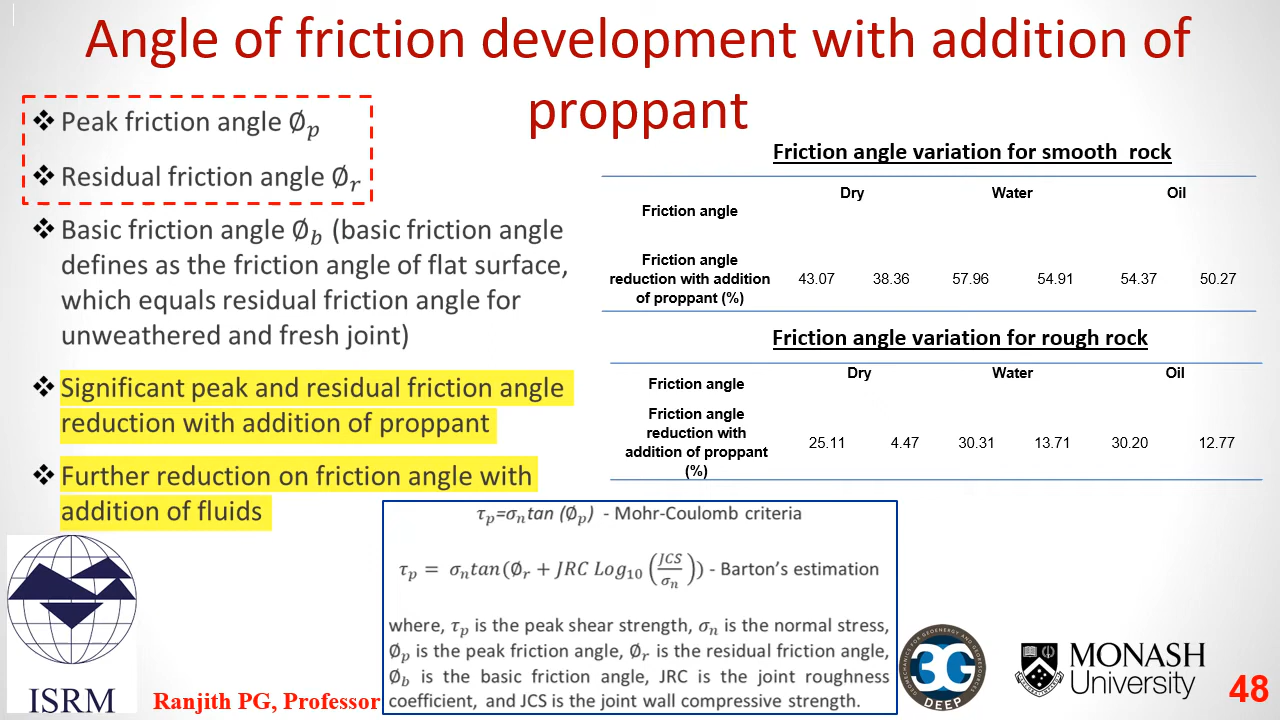 Angle of friction development with addition of
proppant
❖ Peak friction angle ∅p
❖ Residual friction angle ∅r
❖ Basic friction angle ∅b (basic friction angle
defines as the friction angle of flat surface,
which equals residual friction angle for
unweathered and fresh joint)
❖ Significant peak and residual friction angle
reduction with addition of proppant
❖ Further reduction on friction angle with
addition of fluids
Friction angle variation for smooth rock
Dry Water Oil
Friction angle
Friction angle
reduction with addition
of proppant (%)
43.07 38.36 57.96 54.91 54.37 50.27
Friction angle variation for rough rock
Dry Water Oil
Friction angle
Friction angle
reduction with
addition of proppant
(%)
25.11 4.47 30.31 13.71 30.20 12.77
τp=σntan (∅p) - Mohr-Coulomb criteria
τp = σntan(∅r + JRC Log10 (JCS/σn)) - Barton's estimation
where, τp is the peak shear strength, σn is the normal stress,
∅p is the peak friction angle, ∅r is the residual friction angle,
∅b is the basic friction angle, JRC is the joint roughness
coefficient, and JCS is the joint wall compressive strength.
ISRM
Ranjith PG, Professor
GEOMECHANICS FOR GEOENERGY AND GEORESOURCES
3G
DEEP
MONASH
University
48